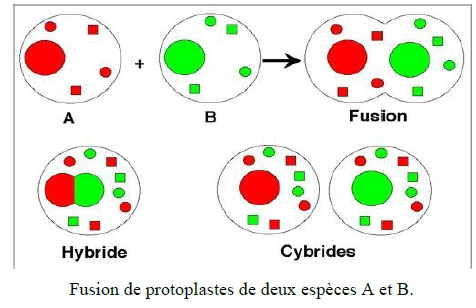 +
A
B
Fusion
Hybride
Cybrides
Fusion de protoplastes de deux espèces A et B.